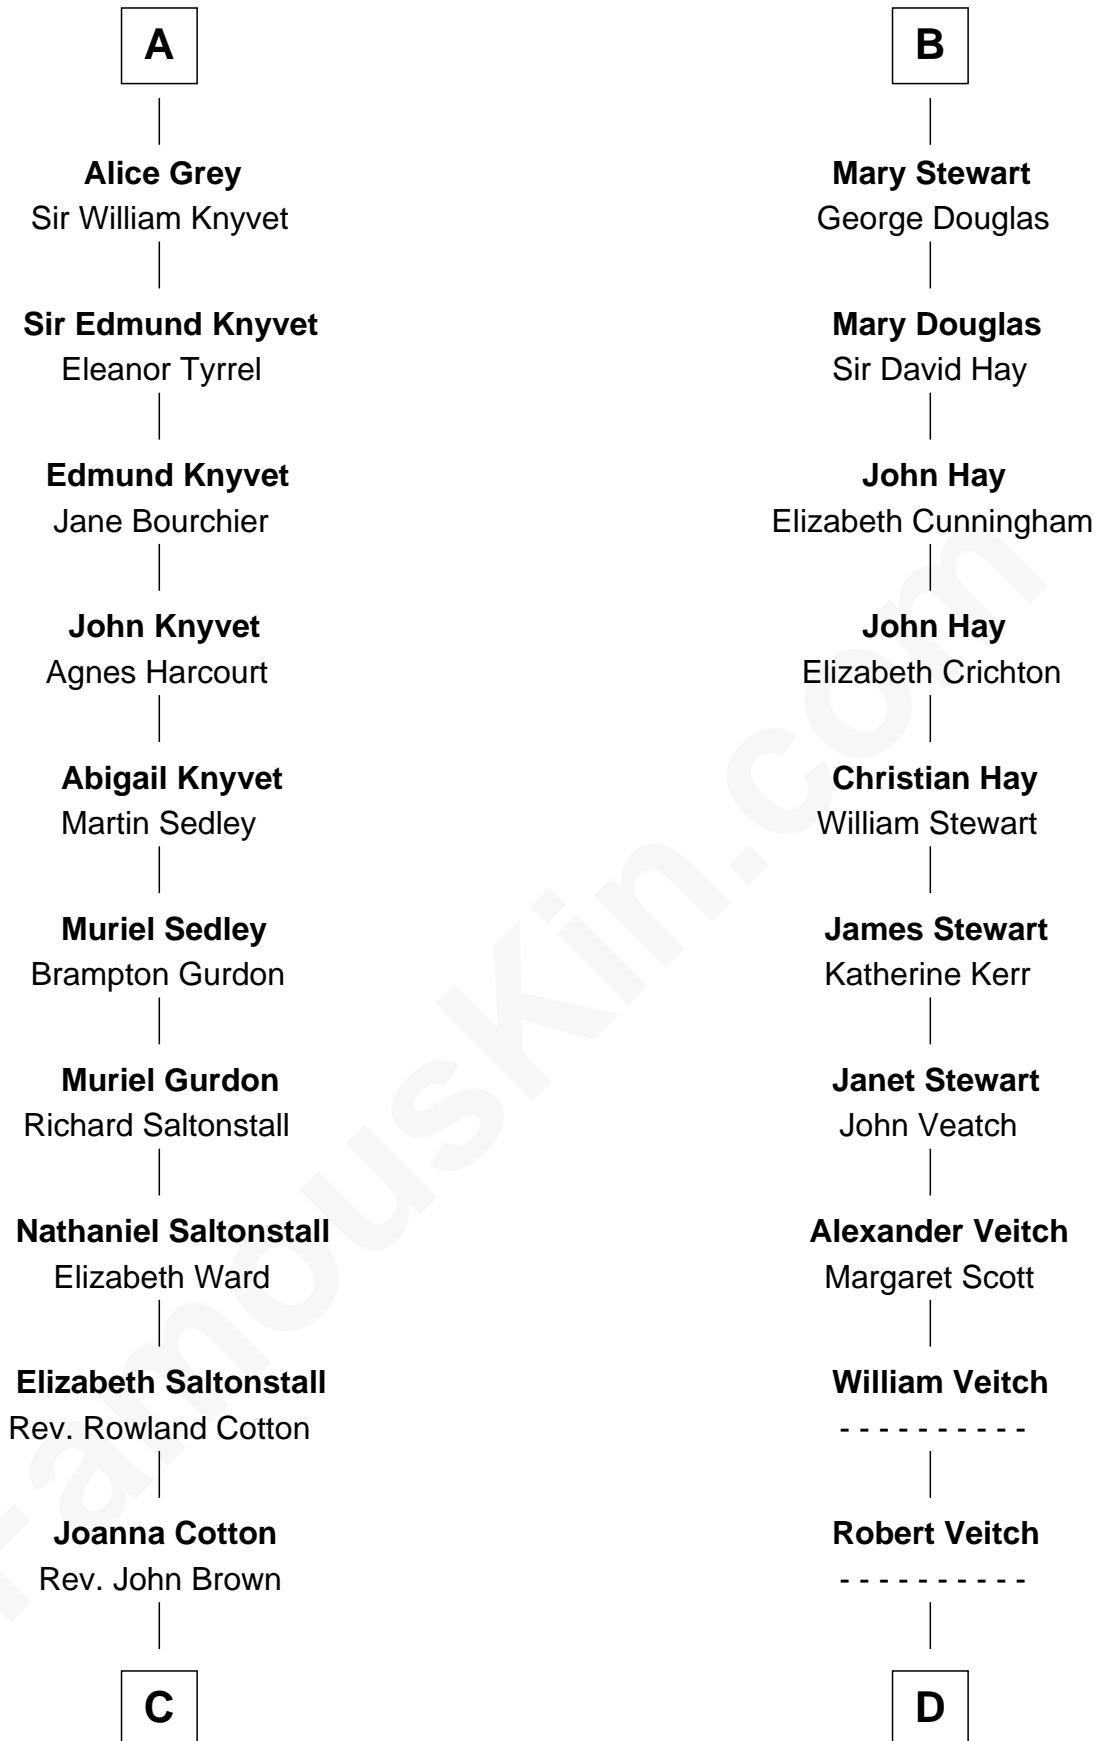 A
Alice Grey
Sir William Knyvet
Sir Edmund Knyvet
Eleanor Tyrrel
Edmund Knyvet
Jane Bourchier
John Knyvet
Agnes Harcourt
Abigail Knyvet
Martin Sedley
Muriel Sedley
Brampton Gurdon
Muriel Gurdon
Richard Saltonstall
Nathaniel Saltonstall
Elizabeth Ward
Elizabeth Saltonstall
Rev. Rowland Cotton
Joanna Cotton
Rev. John Brown
C
B
Mary Stewart
George Douglas
Mary Douglas
Sir David Hay
John Hay
Elizabeth Cunningham
John Hay
Elizabeth Crichton
Christian Hay
William Stewart
James Stewart
Katherine Kerr
Janet Stewart
John Veatch
Alexander Veitch
Margaret Scott
William Veitch
- - - - - - - - - -
Robert Veitch
- - - - - - - - - -
D
FamousKin.com